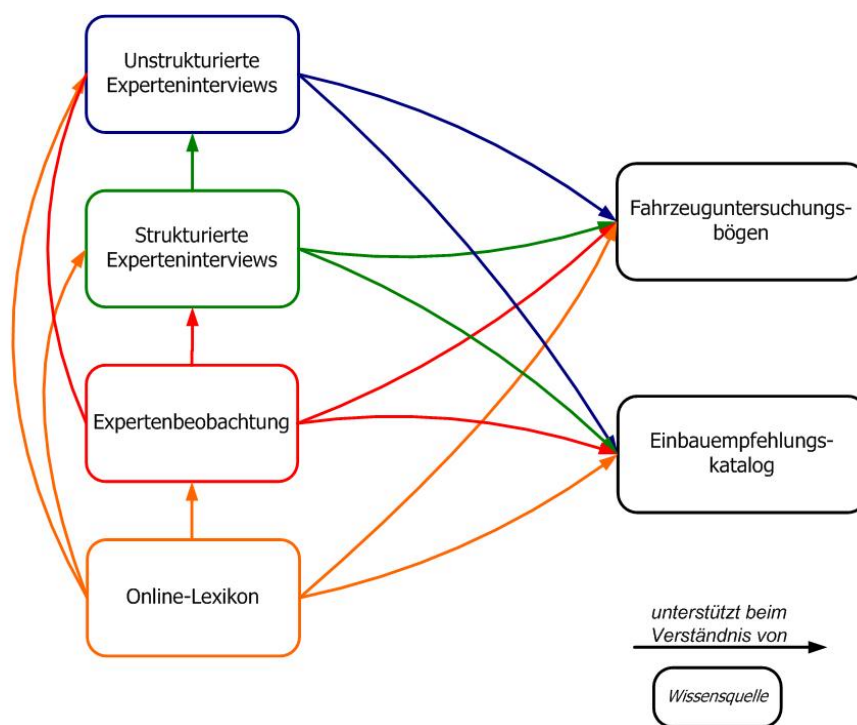 Unstrukturierte
Experteninterviews
Strukturierte
Experteninterviews
Expertenbeobachtung
Online-Lexikon
Fahrzeuguntersuchungs-
bögen
Einbauempfehlungs-
katalog
unterstützt beim
Verständnis von
Wissensquelle